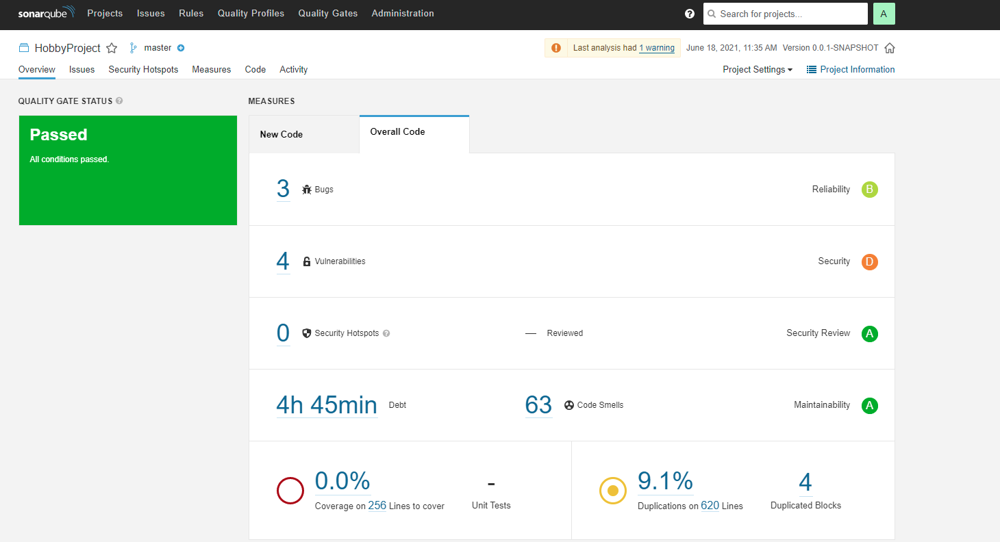 sonarqube Projects Issues Rules Quality Profiles Quality Gates Administration ? Search for projects... A
HobbyProject master Last analysis had 1 warning June 18, 2021, 11:35 AM Version 0.0.1-SNAPSHOT
Overview Issues Security Hotspots Measures Code Activity Project Settings Project Information
QUALITY GATE STATUS ?
Passed
All conditions passed.
MEASURES
New Code Overall Code
3 Bugs Reliability B
4 Vulnerabilities Security D
0 Security Hotspots ? — Reviewed Security Review A
4h 45min Debt 63 Code Smells Maintainability A
0.0% - 9.1% 4
Coverage on 256 Lines to cover Unit Tests Duplications on 620 Lines Duplicated Blocks